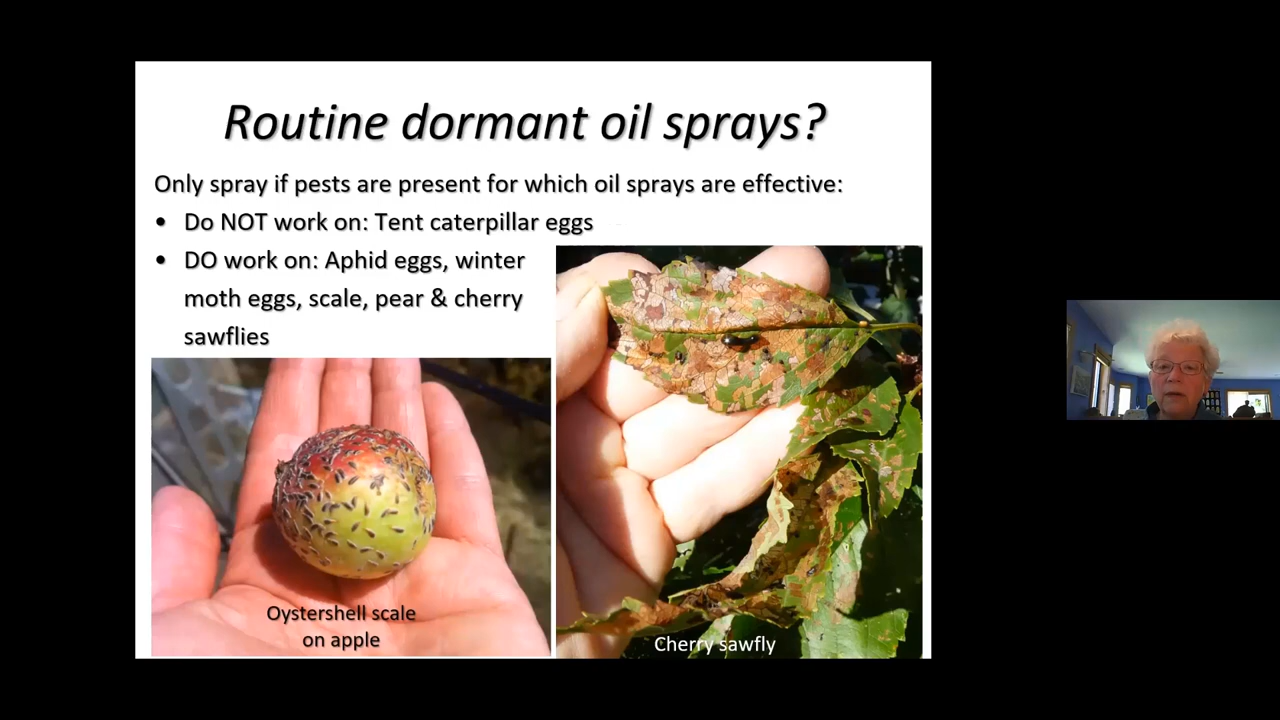 Routine dormant oil sprays?
Only spray if pests are present for which oil sprays are effective:
• Do NOT work on: Tent caterpillar eggs
• DO work on: Aphid eggs, winter
moth eggs, scale, pear & cherry
sawflies
Oystershell scale
on apple
Cherry sawfly